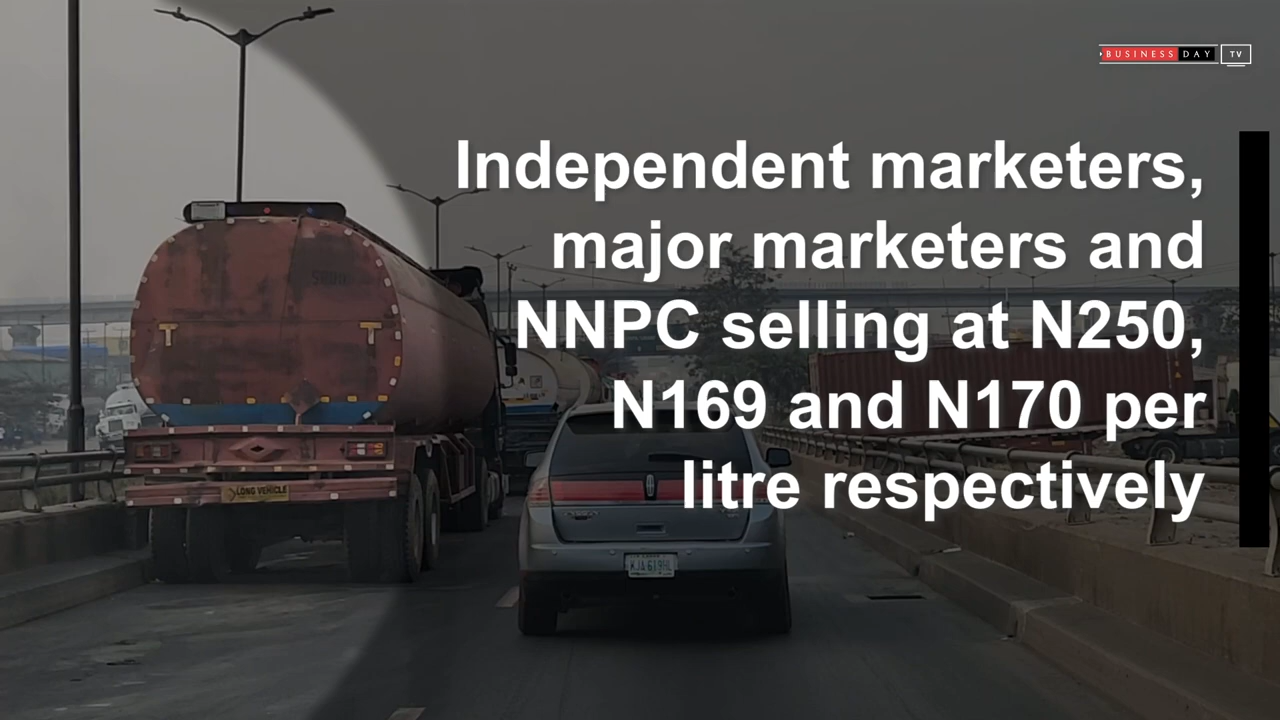 BUSINESS DAY TV
Independent marketers,
major marketers and
NNPC selling at N250,
N169 and N170 per
litre respectively
LONG VEHICLE